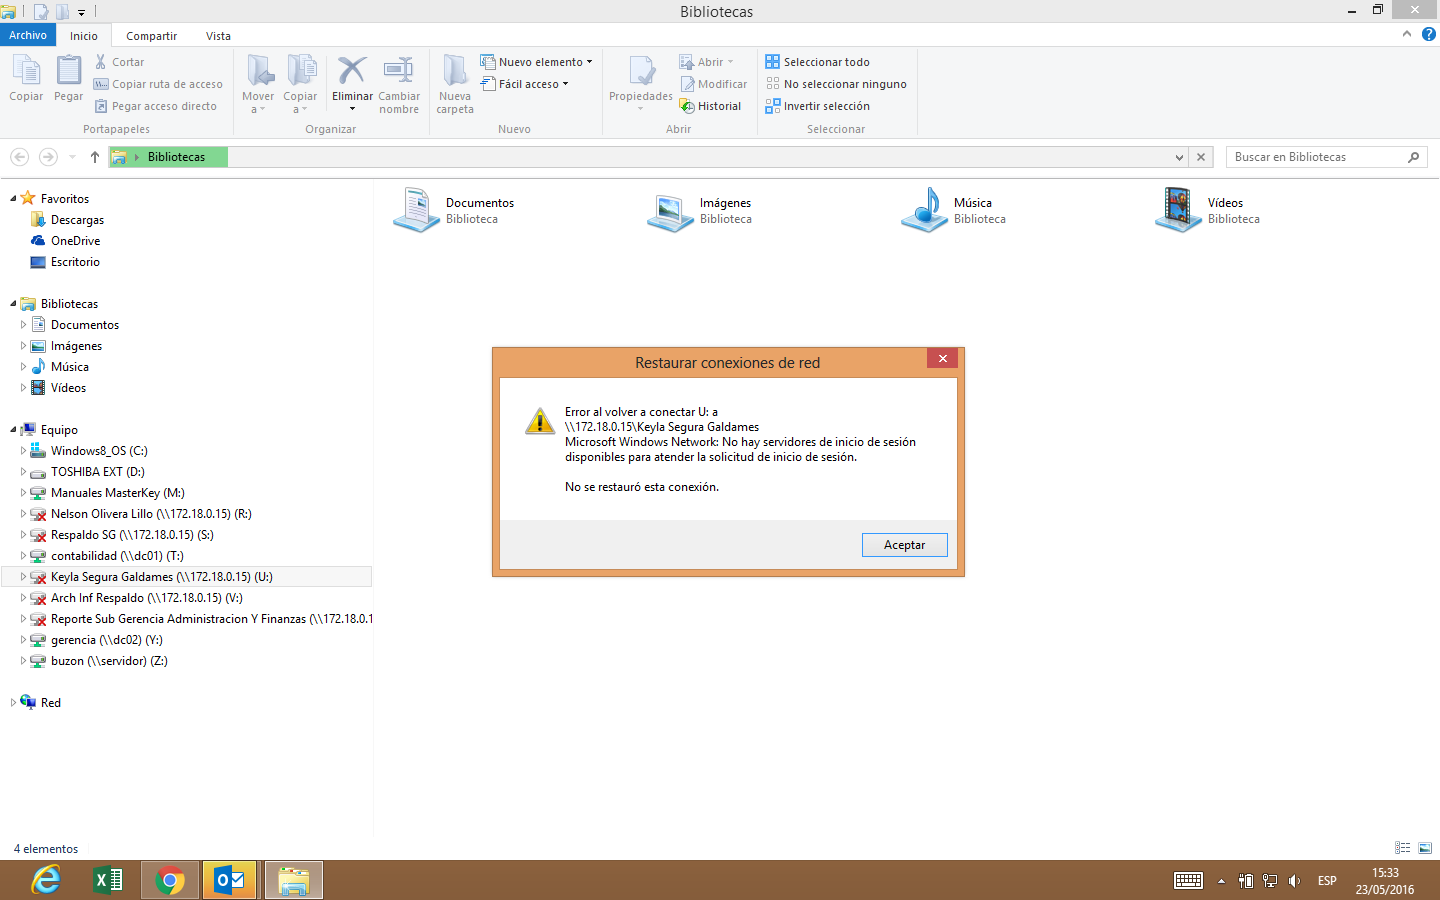 Bibliotecas
Archivo
Inicio
Compartir
Vista
Copiar
Pegar
Cortar
Copiar ruta de acceso
Pegar acceso directo
Portapapeles
Mover a
Copiar a
Eliminar
Cambiar nombre
Organizar
Nueva carpeta
Nuevo elemento
Fácil acceso
Nuevo
Propiedades
Abrir
Modificar
Historial
Abrir
Seleccionar todo
No seleccionar ninguno
Invertir selección
Seleccionar
Bibliotecas
Buscar en Bibliotecas
Favoritos
Descargas
OneDrive
Escritorio
Bibliotecas
Documentos
Imágenes
Música
Vídeos
Equipo
Windows8_OS (C:)
TOSHIBA EXT (D:)
Manuales MasterKey (M:)
Nelson Olivera Lillo (\\172.18.0.15) (R:)
Respaldo SG (\\172.18.0.15) (S:)
contabilidad (\\dc01) (T:)
Keyla Segura Galdames (\\172.18.0.15) (U:)
Arch Inf Respaldo (\\172.18.0.15) (V:)
Reporte Sub Gerencia Administracion Y Finanzas (\\172.18.0.1
gerencia (\\dc02) (Y:)
buzon (\\servidor) (Z:)
Red
Documentos
Biblioteca
Imágenes
Biblioteca
Música
Biblioteca
Vídeos
Biblioteca
Restaurar conexiones de red
Error al volver a conectar U: a
\\172.18.0.15\Keyla Segura Galdames
Microsoft Windows Network: No hay servidores de inicio de sesión
disponibles para atender la solicitud de inicio de sesión.
No se restauró esta conexión.
Aceptar
4 elementos
ESP
15:33
23/05/2016